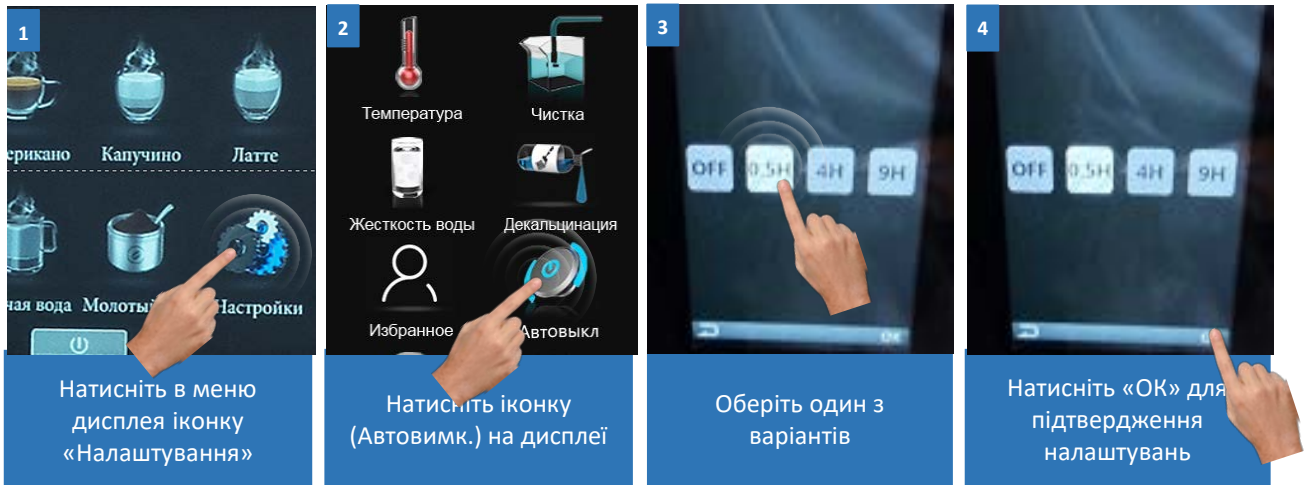 1
ерикано Капучино Латте
ная вода Молотый Настройки
Натисніть в меню
дисплея іконку
«Налаштування»
2
Температура Чистка
Жесткость воды Декальцинация
Избранное Автовыкл
Натисніть іконку
(Автовимк.) на дисплеї
3
OFF 0,5H 4H 9H
OK
Оберіть один з
варіантів
4
OFF 0,5H 4H 9H
Натисніть «ОК» для
підтвердження
налаштувань